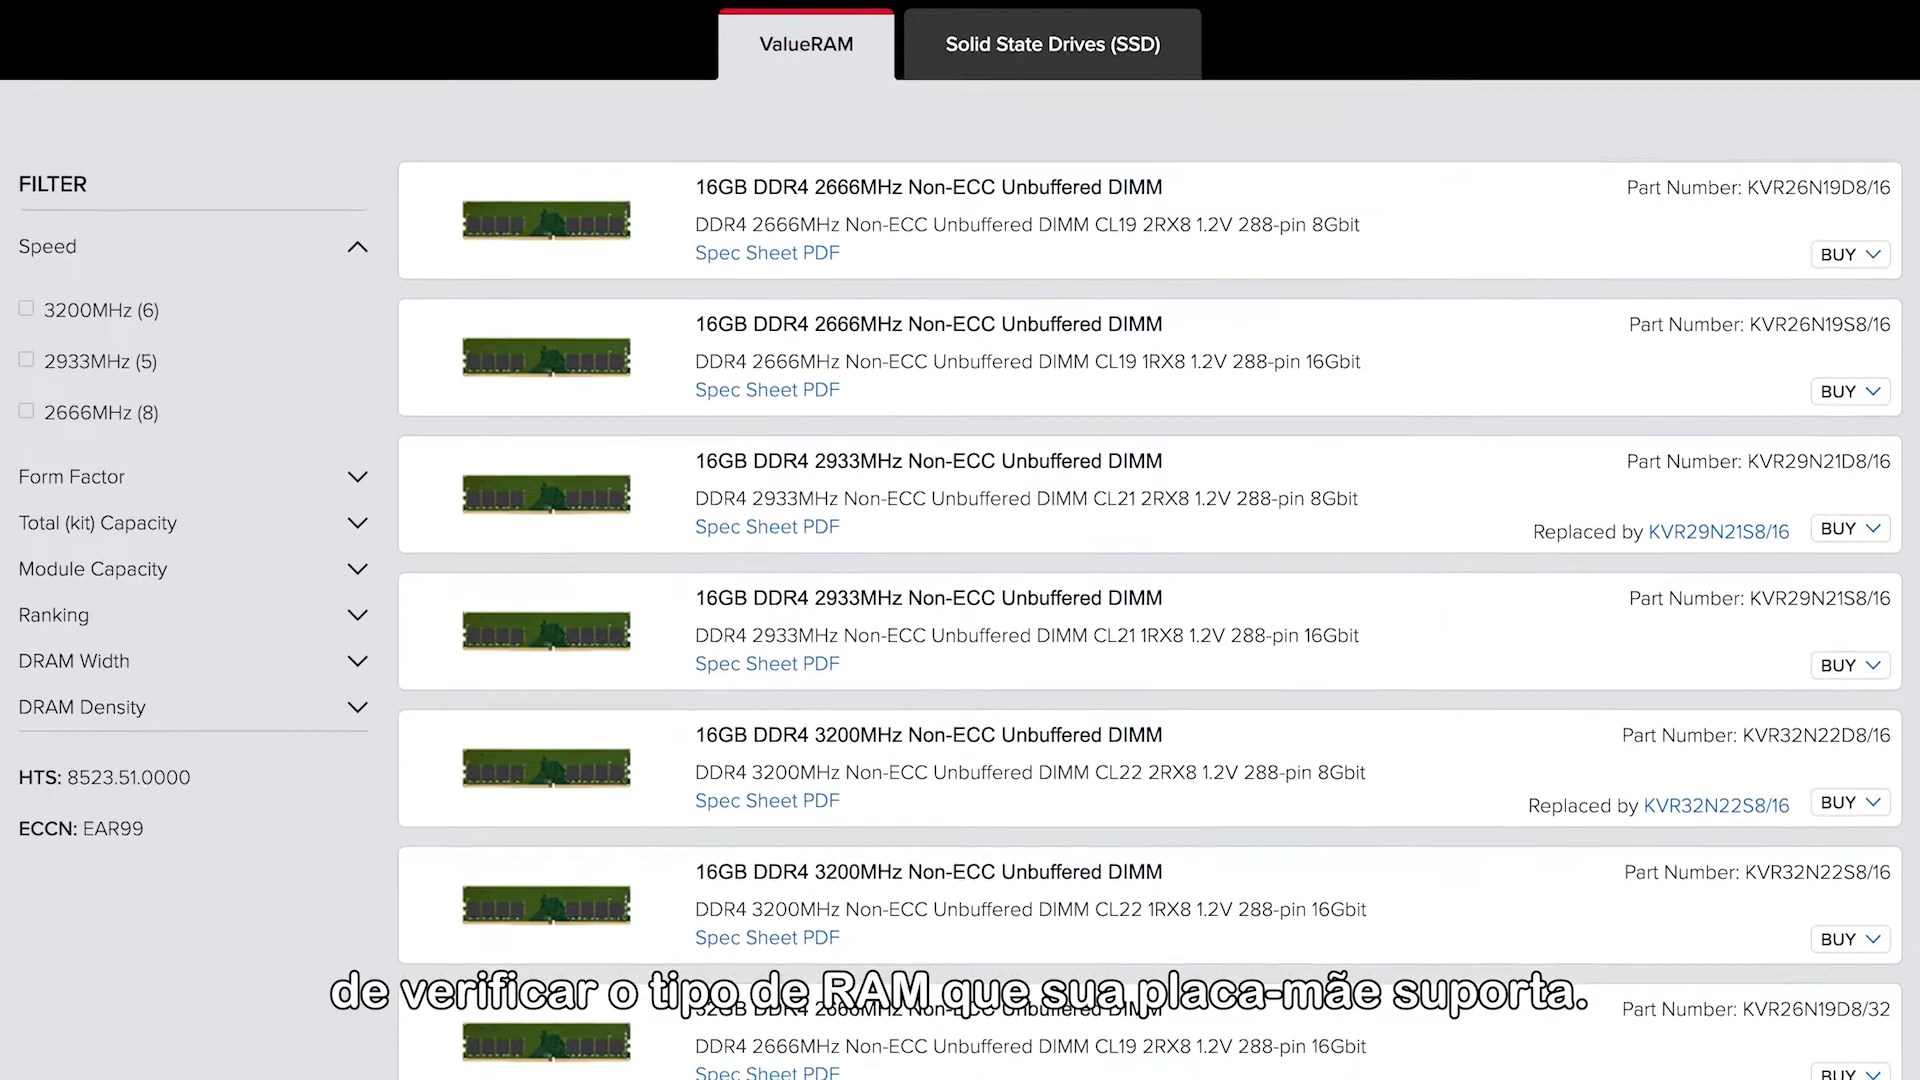 ValueRAM
Solid State Drives (SSD)
FILTER
Speed
3200MHz (6)
2933MHz (5)
2666MHz (8)
Form Factor
Total (kit) Capacity
Module Capacity
Ranking
DRAM Width
DRAM Density
HTS: 8523.51.0000
ECCN: EAR99
16GB DDR4 2666MHz Non-ECC Unbuffered DIMM
Part Number: KVR26N19D8/16
DDR4 2666MHz Non-ECC Unbuffered DIMM CL19 2RX8 1.2V 288-pin 8Gbit
Spec Sheet PDF
BUY
16GB DDR4 2666MHz Non-ECC Unbuffered DIMM
Part Number: KVR26N19S8/16
DDR4 2666MHz Non-ECC Unbuffered DIMM CL19 1RX8 1.2V 288-pin 16Gbit
Spec Sheet PDF
BUY
16GB DDR4 2933MHz Non-ECC Unbuffered DIMM
Part Number: KVR29N21D8/16
DDR4 2933MHz Non-ECC Unbuffered DIMM CL21 2RX8 1.2V 288-pin 8Gbit
Spec Sheet PDF
Replaced by KVR29N21S8/16
BUY
16GB DDR4 2933MHz Non-ECC Unbuffered DIMM
Part Number: KVR29N21S8/16
DDR4 2933MHz Non-ECC Unbuffered DIMM CL21 1RX8 1.2V 288-pin 16Gbit
Spec Sheet PDF
BUY
16GB DDR4 3200MHz Non-ECC Unbuffered DIMM
Part Number: KVR32N22D8/16
DDR4 3200MHz Non-ECC Unbuffered DIMM CL22 2RX8 1.2V 288-pin 8Gbit
Spec Sheet PDF
Replaced by KVR32N22S8/16
BUY
16GB DDR4 3200MHz Non-ECC Unbuffered DIMM
Part Number: KVR32N22S8/16
DDR4 3200MHz Non-ECC Unbuffered DIMM CL22 1RX8 1.2V 288-pin 16Gbit
Spec Sheet PDF
BUY
de verificar o tipo de RAM que sua placa-mãe suporta.
32GB DDR4 2666MHz Non-ECC Unbuffered DIMM
Part Number: KVR26N19D8/32
DDR4 2666MHz Non-ECC Unbuffered DIMM CL19 2RX8 1.2V 288-pin 16Gbit
Spec Sheet PDF
BUY